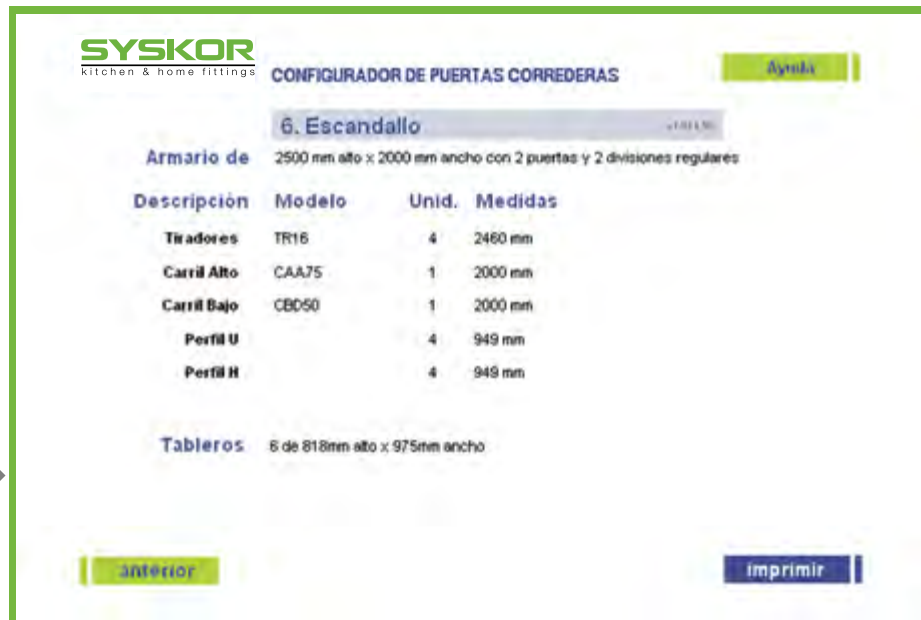 SYSKOR
kitchen & home fittings
CONFIGURADOR DE PUERTAS CORREDERAS
Ayuda
6. Escandallo
Armario de 2500 mm alto x 2000 mm ancho con 2 puertas y 2 divisiones regulares
Descripción Modelo Unid. Medidas
Tiradores TR16 4 2460 mm
Carril Alto CAA75 1 2000 mm
Carril Bajo CBD50 1 2000 mm
Perfil U 4 949 mm
Perfil H 4 949 mm
Tableros 6 de 818mm alto x 975mm ancho
anterior
imprimir